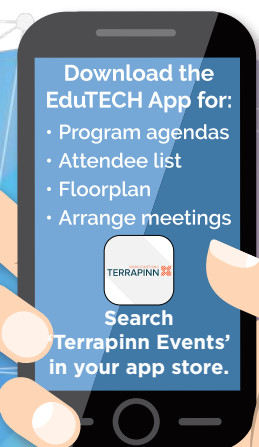 Download the
EduTECH App for:
• Program agendas
• Attendee list
• Floorplan
• Arrange meetings
TERRAPINN
Search
'Terrapinn Events'
in your app store.